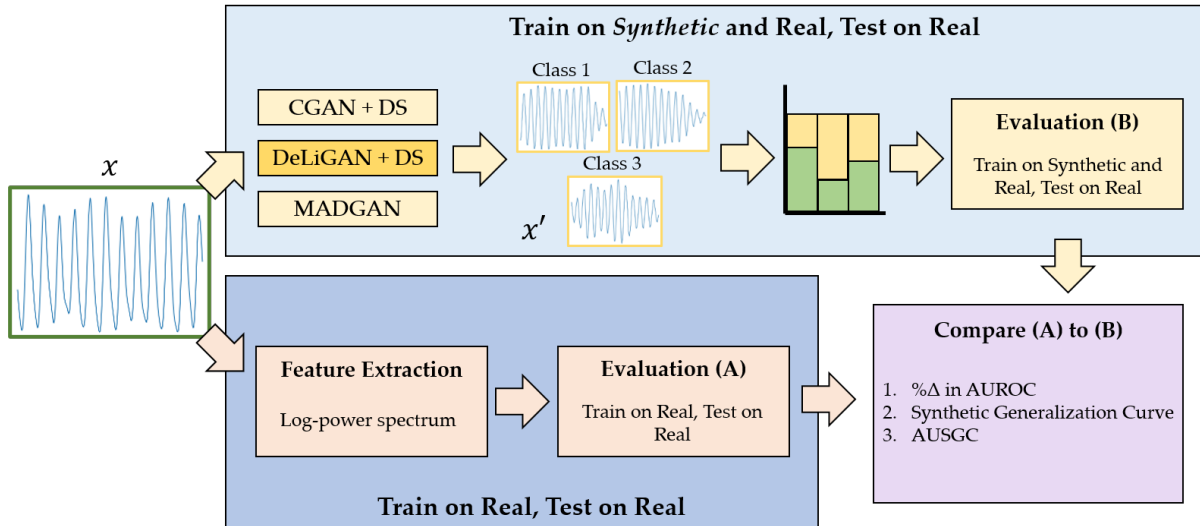 Train on Synthetic and Real, Test on Real
Class 1
Class 2
CGAN + DS
DeLiGAN + DS
MADGAN
Class 3
x′
Evaluation (B)
Train on Synthetic and
Real, Test on Real
x
Feature Extraction
Log-power spectrum
Evaluation (A)
Train on Real, Test on
Real
Train on Real, Test on Real
Compare (A) to (B)
1. %Δ in AUROC
2. Synthetic Generalization Curve
3. AUSGC